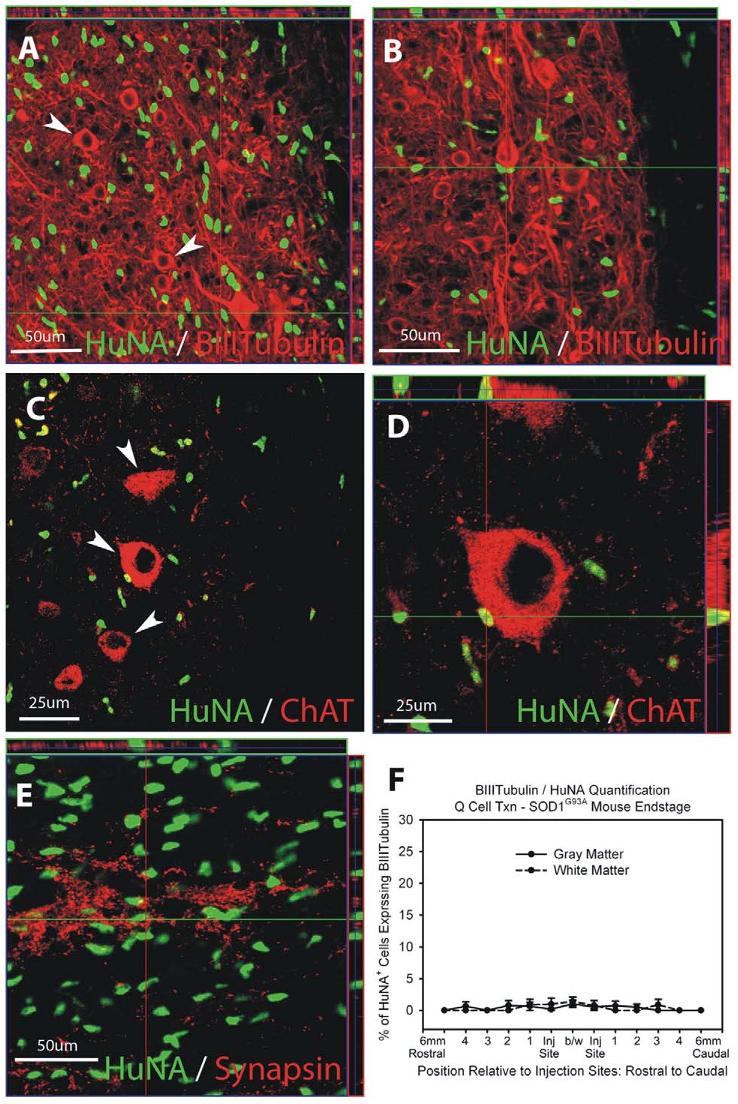 A
50um
HuNA / BIIITubulin
B
50um
HuNA / BIIITubulin
C
25um
HuNA / ChAT
D
25um
HuNA / ChAT
E
50um
HuNA / Synapsin
F
BIIITubulin / HuNA Quantification
Q Cell Txn - SOD1G93A Mouse Endstage
% of HuNA+ Cells Exprssing BIIITubulin
30
25
20
15
10
5
0
Gray Matter
White Matter
6mm 4 3 2 1 Inj b/w Inj 1 2 3 4 6mm
Rostral Site Site Caudal
Position Relative to Injection Sites: Rostral to Caudal